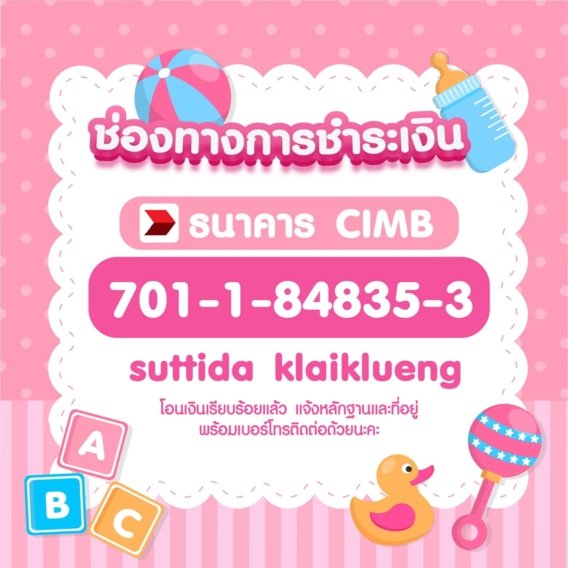 ช่องทางการชำระเงิน
ธนาคาร CIMB
701-1-84835-3
suttida klaiklueng
โอนเงินเรียบร้อยแล้ว แจ้งหลักฐานและที่อยู่
พร้อมเบอร์โทรติดต่อด้วยนะคะ
A
B
C